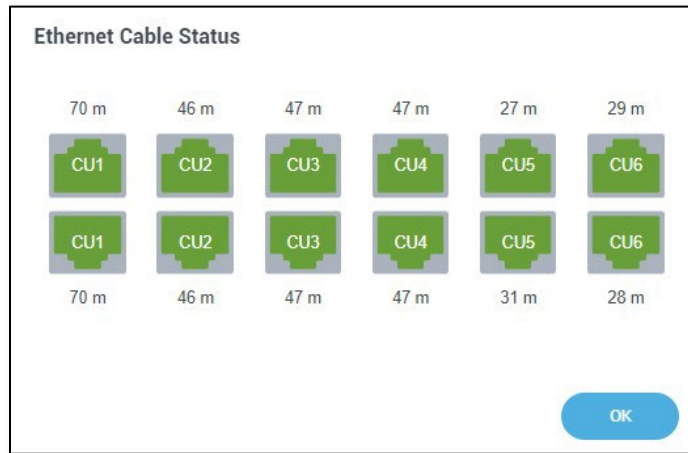 Ethernet Cable Status
70 m 46 m 47 m 47 m 27 m 29 m
CU1 CU2 CU3 CU4 CU5 CU6
CU1 CU2 CU3 CU4 CU5 CU6
70 m 46 m 47 m 47 m 31 m 28 m
OK